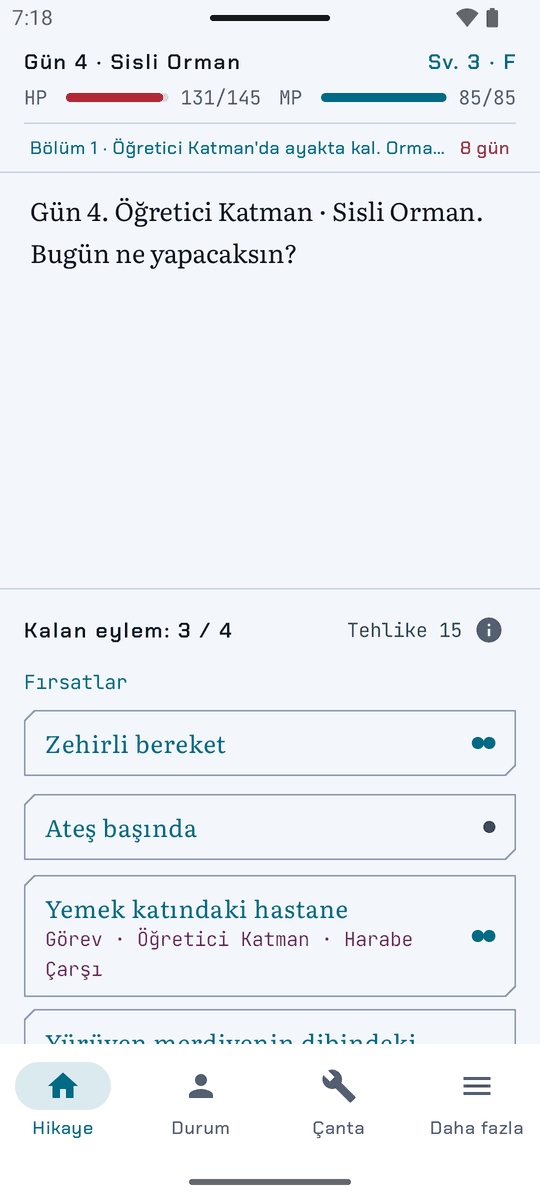 7:18
Gün 4 · Sisli Orman Sv. 3 · F
HP 131/145 MP 85/85
Bölüm 1 · Öğretici Katman'da ayakta kal. Orma... 8 gün
Gün 4. Öğretici Katman · Sisli Orman.
Bugün ne yapacaksın?
Kalan eylem: 3 / 4 Tehlike 15
Fırsatlar
Zehirli bereket
Ateş başında
Yemek katındaki hastane
Görev · Öğretici Katman · Harabe
Çarşı
Yürüyen merdivenin dibindeki
Hikaye Durum Çanta Daha fazla